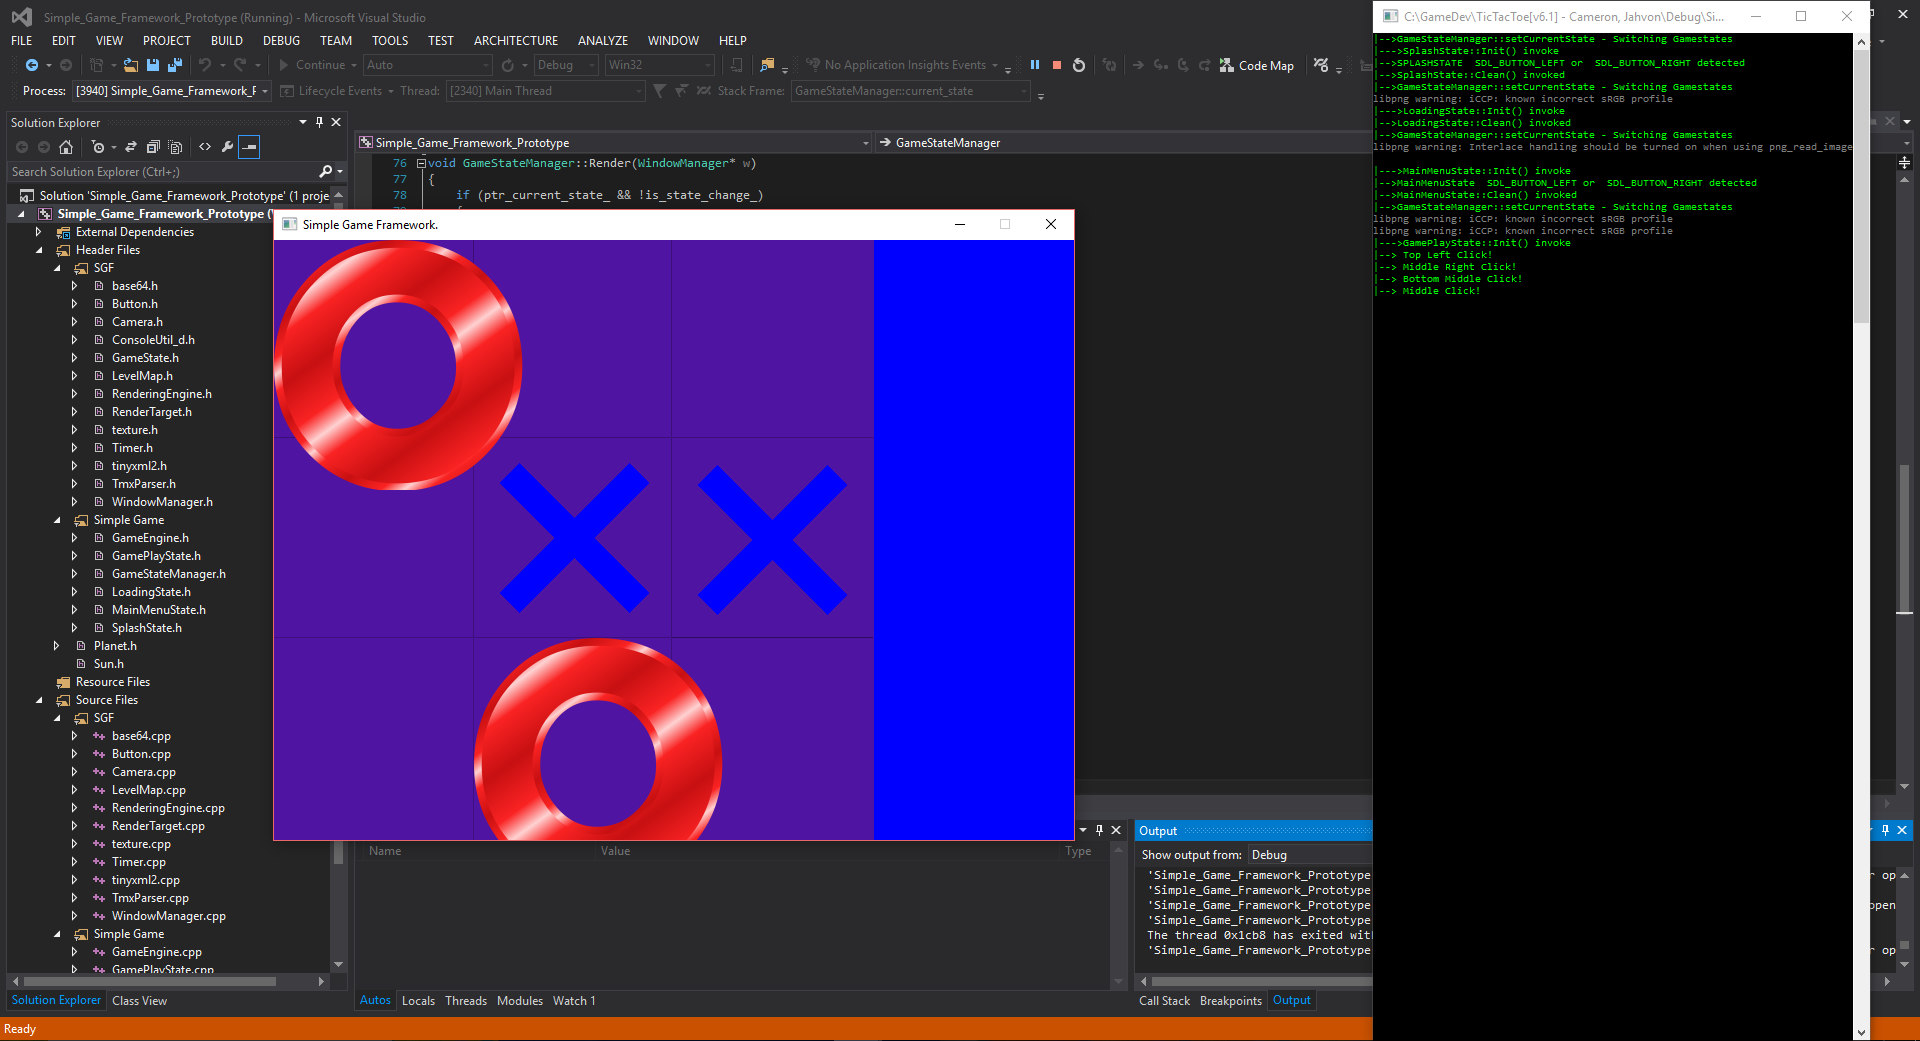 Simple_Game_Framework_Prototype (Running) - Microsoft Visual Studio
FILE EDIT VIEW PROJECT BUILD DEBUG TEAM TOOLS TEST ARCHITECTURE ANALYZE WINDOW HELP
Continue Auto Debug Win32 No Application Insights Events Code Map
Process: [3940] Simple_Game_Framework_F Lifecycle Events Thread: [2340] Main Thread Stack Frame: GameStateManager::current_state
Solution Explorer
Search Solution Explorer (Ctrl+;)
Solution 'Simple_Game_Framework_Prototype' (1 proje
Simple_Game_Framework_Prototype (
External Dependencies
Header Files
SGF
base64.h
Button.h
Camera.h
ConsoleUtil_d.h
GameState.h
LevelMap.h
RenderingEngine.h
RenderTarget.h
texture.h
Timer.h
tinyxml2.h
TmxParser.h
WindowManager.h
Simple Game
GameEngine.h
GamePlayState.h
GameStateManager.h
LoadingState.h
MainMenuState.h
SplashState.h
Planet.h
Sun.h
Resource Files
Source Files
SGF
base64.cpp
Button.cpp
Camera.cpp
LevelMap.cpp
RenderingEngine.cpp
RenderTarget.cpp
texture.cpp
Timer.cpp
tinyxml2.cpp
TmxParser.cpp
WindowManager.cpp
Simple Game
GameEngine.cpp
GamePlayState.cpp
Solution Explorer Class View
Simple_Game_Framework_Prototype GameStateManager
76 void GameStateManager::Render(WindowManager* w)
77 {
78 if (ptr_current_state_ && !is_state_change_)
Simple Game Framework.
Name Value Type
Autos Locals Threads Modules Watch 1
Output
Show output from: Debug
'Simple_Game_Framework_Prototype
'Simple_Game_Framework_Prototype
'Simple_Game_Framework_Prototype
'Simple_Game_Framework_Prototype
The thread 0x1cb8 has exited wit
'Simple_Game_Framework_Prototype
r op
open
r op
Call Stack Breakpoints Output
Ready
C:\GameDev\TicTacToe[v6.1] - Cameron, Jahvon\Debug\Si...
|-->GameStateManager::setCurrentState - Switching Gamestates
|--->SplashState::Init() invoke
|-->SPLASHSTATE SDL_BUTTON_LEFT or SDL_BUTTON_RIGHT detected
|-->SplashState::Clean() invoked
|-->GameStateManager::setCurrentState - Switching Gamestates
libpng warning: iCCP: known incorrect sRGB profile
|--->LoadingState::Init() invoke
|-->LoadingState::Clean() invoked
|-->GameStateManager::setCurrentState - Switching Gamestates
libpng warning: Interlace handling should be turned on when using png_read_image
|--->MainMenuState::Init() invoke
|-->MainMenuState SDL_BUTTON_LEFT or SDL_BUTTON_RIGHT detected
|-->MainMenuState::Clean() invoked
|-->GameStateManager::setCurrentState - Switching Gamestates
libpng warning: iCCP: known incorrect sRGB profile
libpng warning: iCCP: known incorrect sRGB profile
|--->GamePlayState::Init() invoke
|--> Top Left Click!
|--> Middle Right Click!
|--> Bottom Middle Click!
|--> Middle Click!